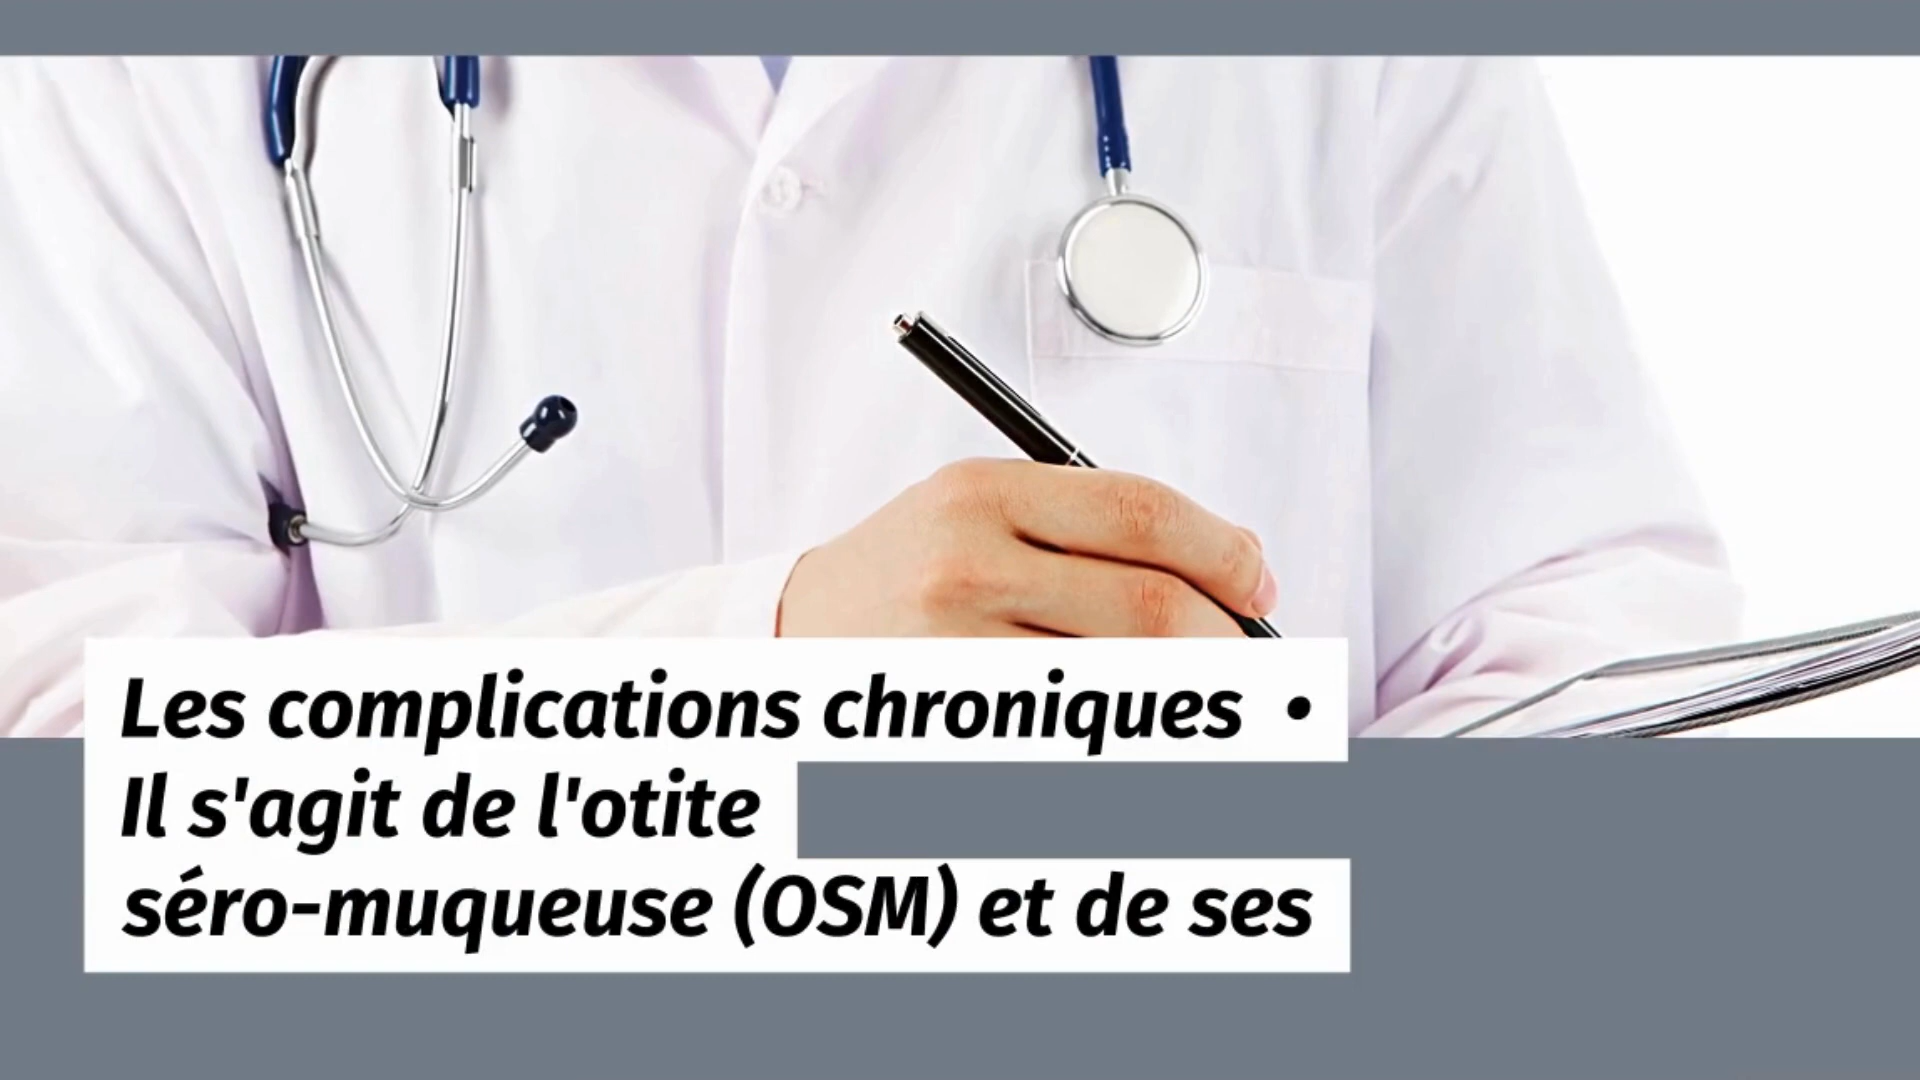 Les complications chroniques •
Il s'agit de l'otite
séro-muqueuse (OSM) et de ses